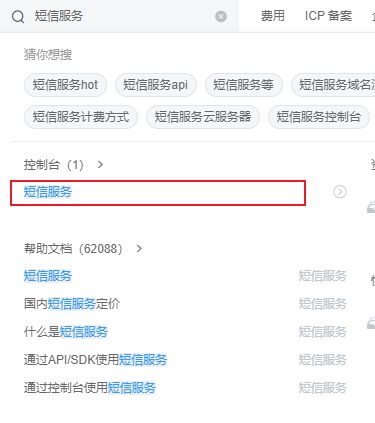 短信服务 费用 ICP 备案
猜你想搜
短信服务hot 短信服务api 短信服务等 短信服务域名
短信服务计费方式 短信服务云服务器 短信服务控制台
控制台（1）
短信服务
帮助文档（62088）
短信服务 短信服务
国内短信服务定价 短信服务
什么是短信服务 短信服务
通过API/SDK使用短信服务 短信服务
通过控制台使用短信服务 短信服务